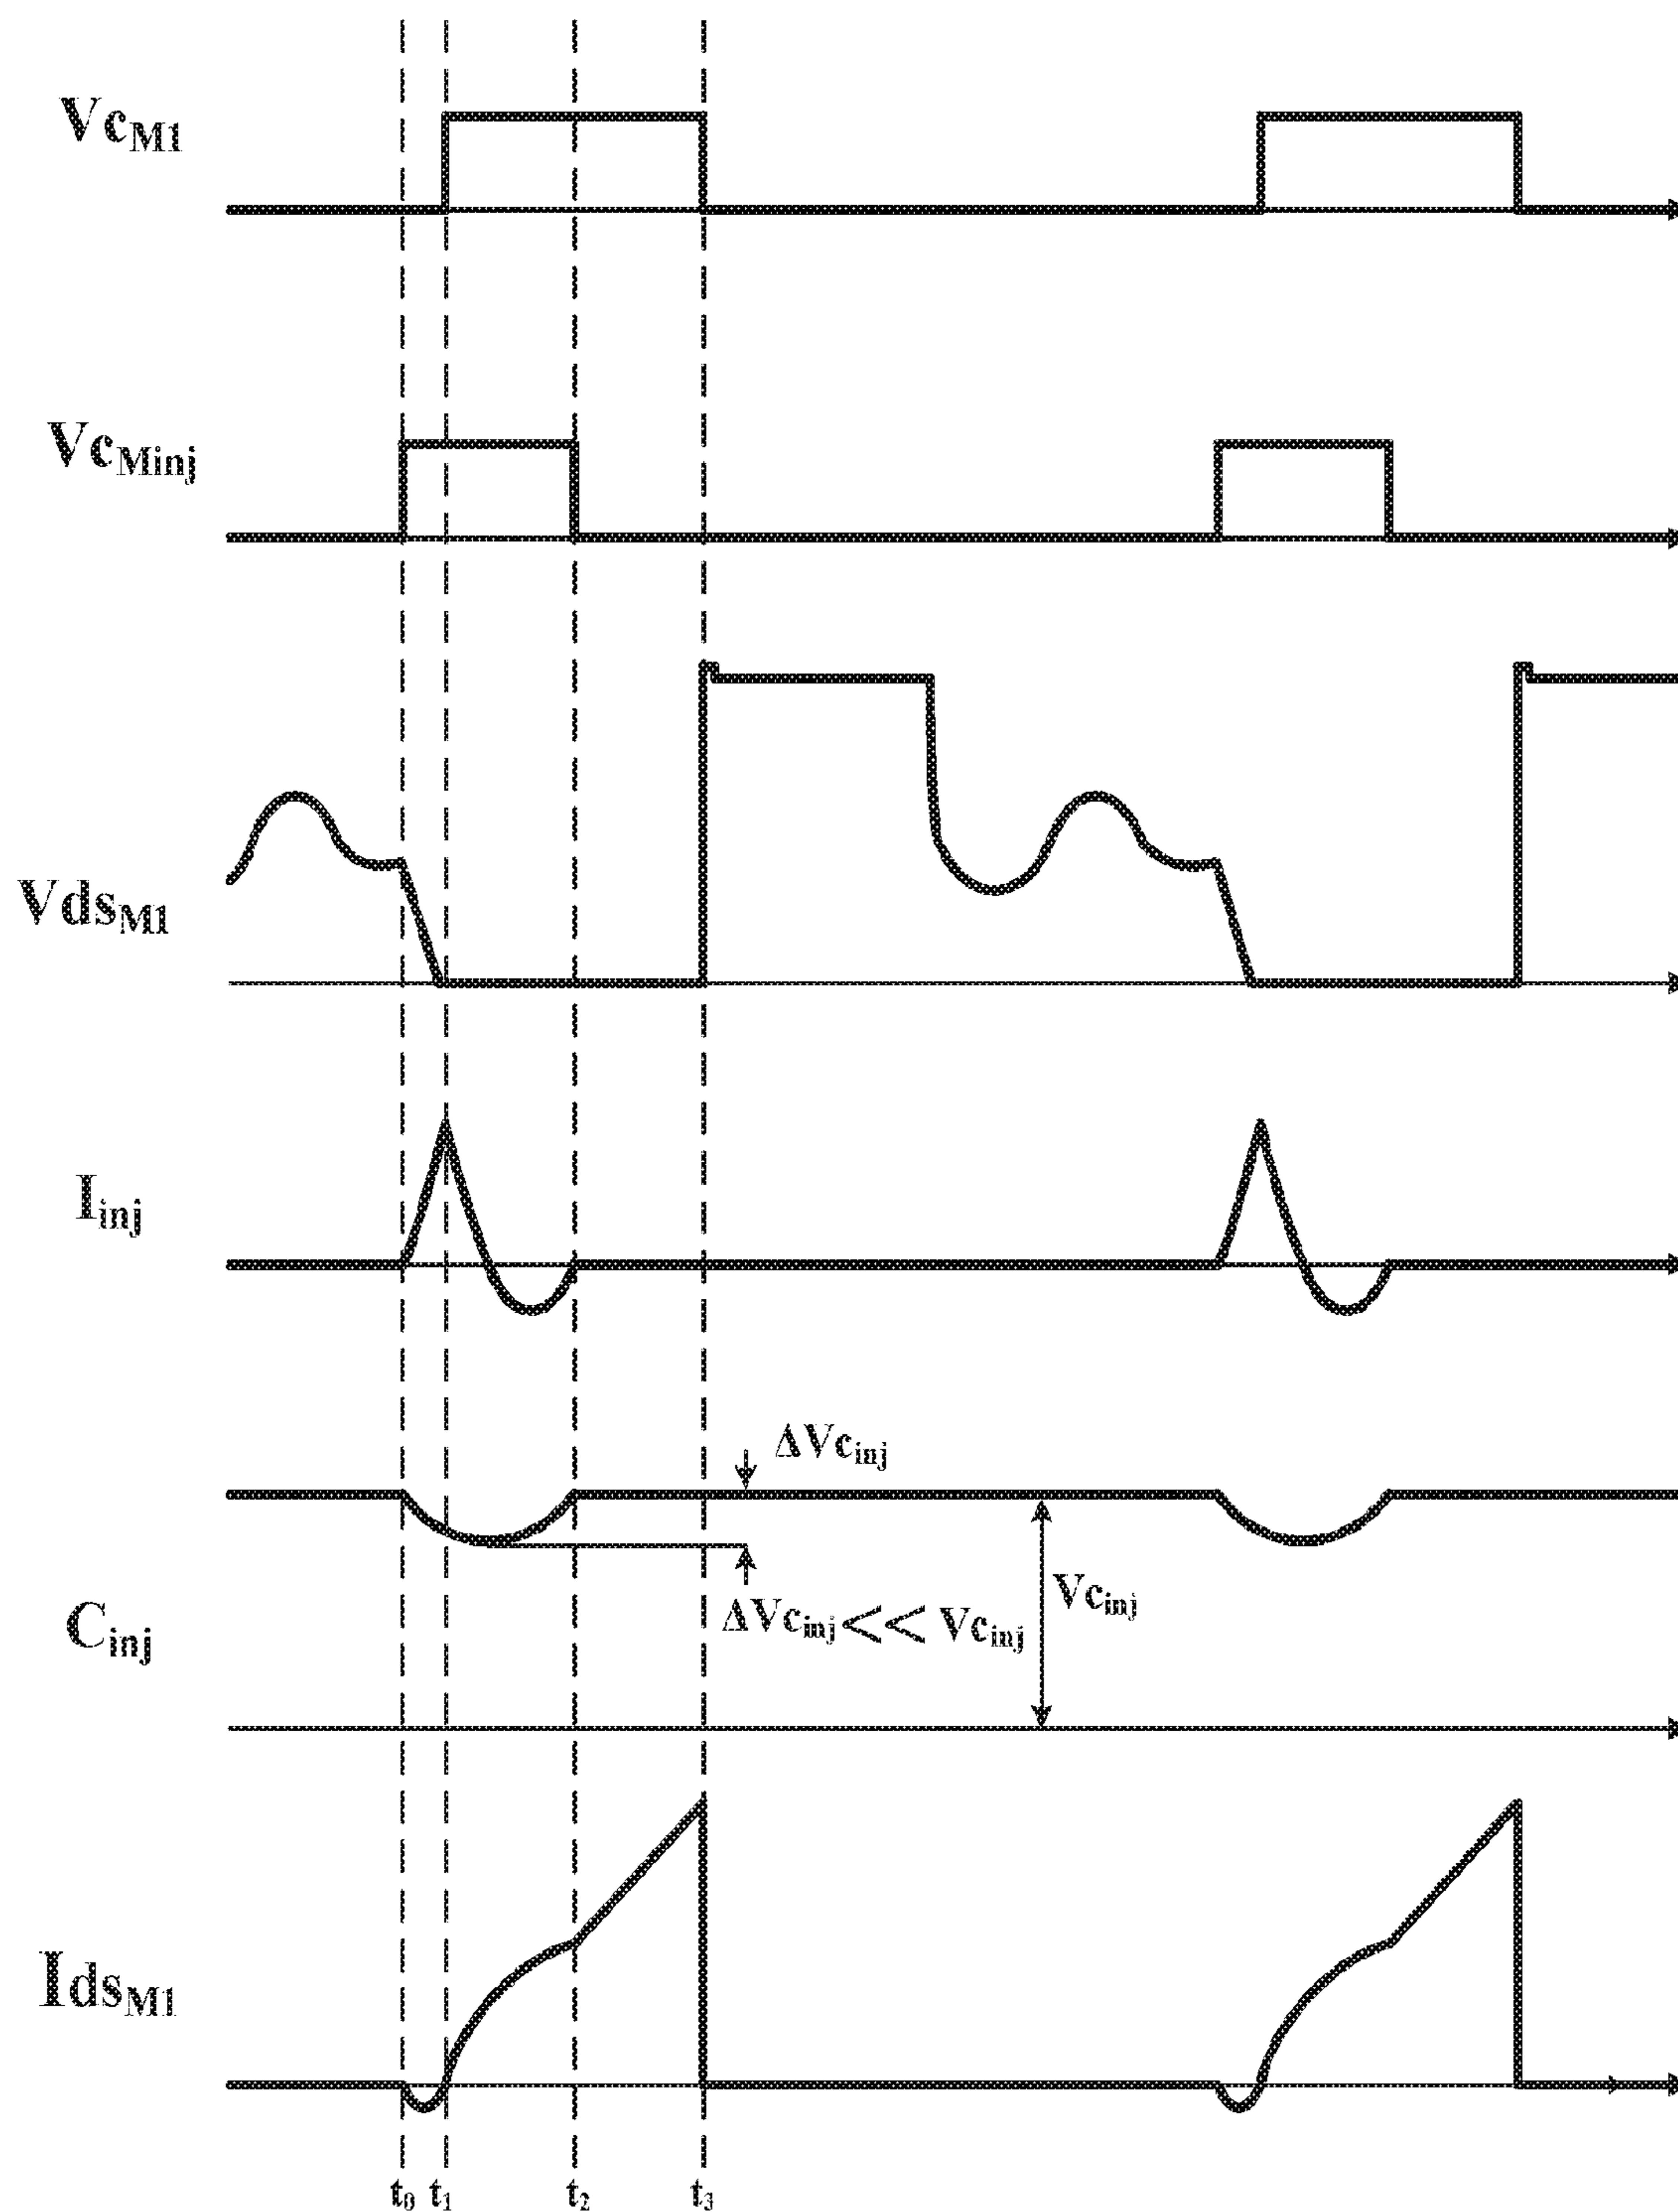 Vc_M1
Vc_Minj
Vds_M1
I_inj
ΔVc_inj
C_inj
ΔVc_inj<< Vc_inj
Vc_inj
Ids_M1
t_0 t_1 t_2 t_3